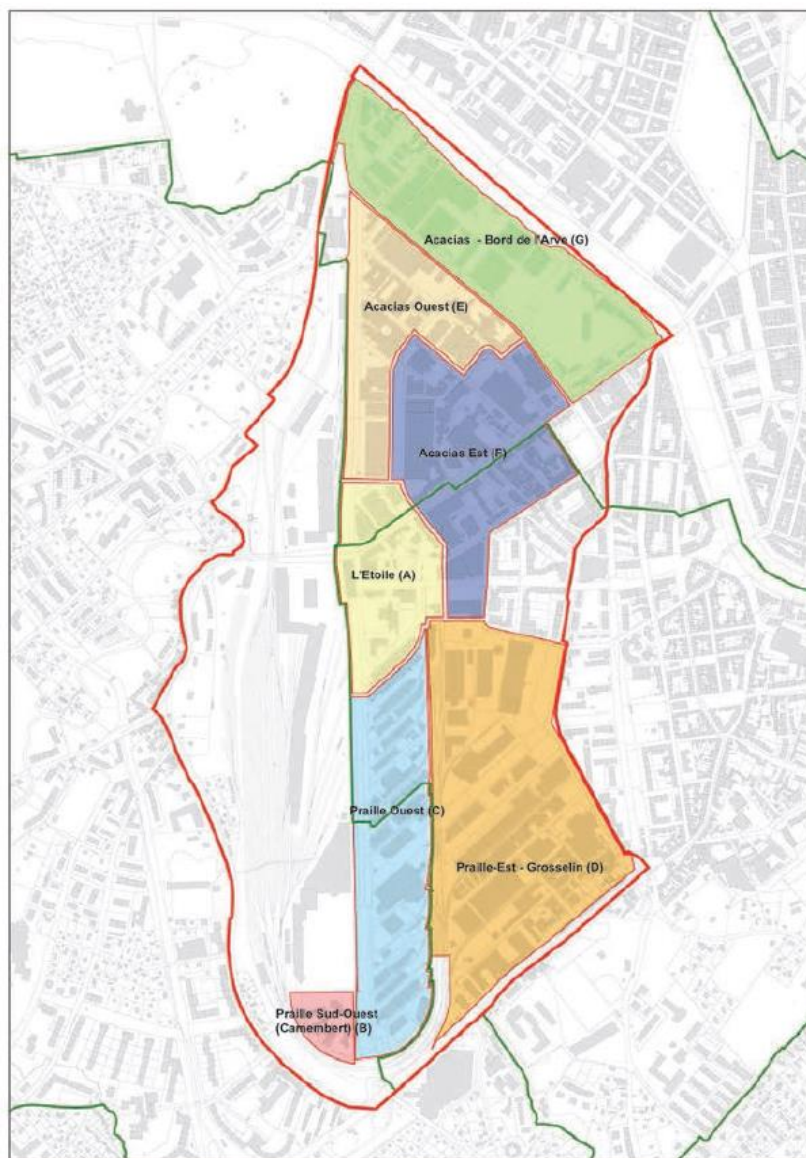 Acacias - Bord de l'Arve (G)
Acacias Ouest (E)
Acacias Est (F)
L'Etoile (A)
Praille Ouest (C)
Praille-Est - Grosselin (D)
Praille Sud-Ouest
(Camembert) (B)